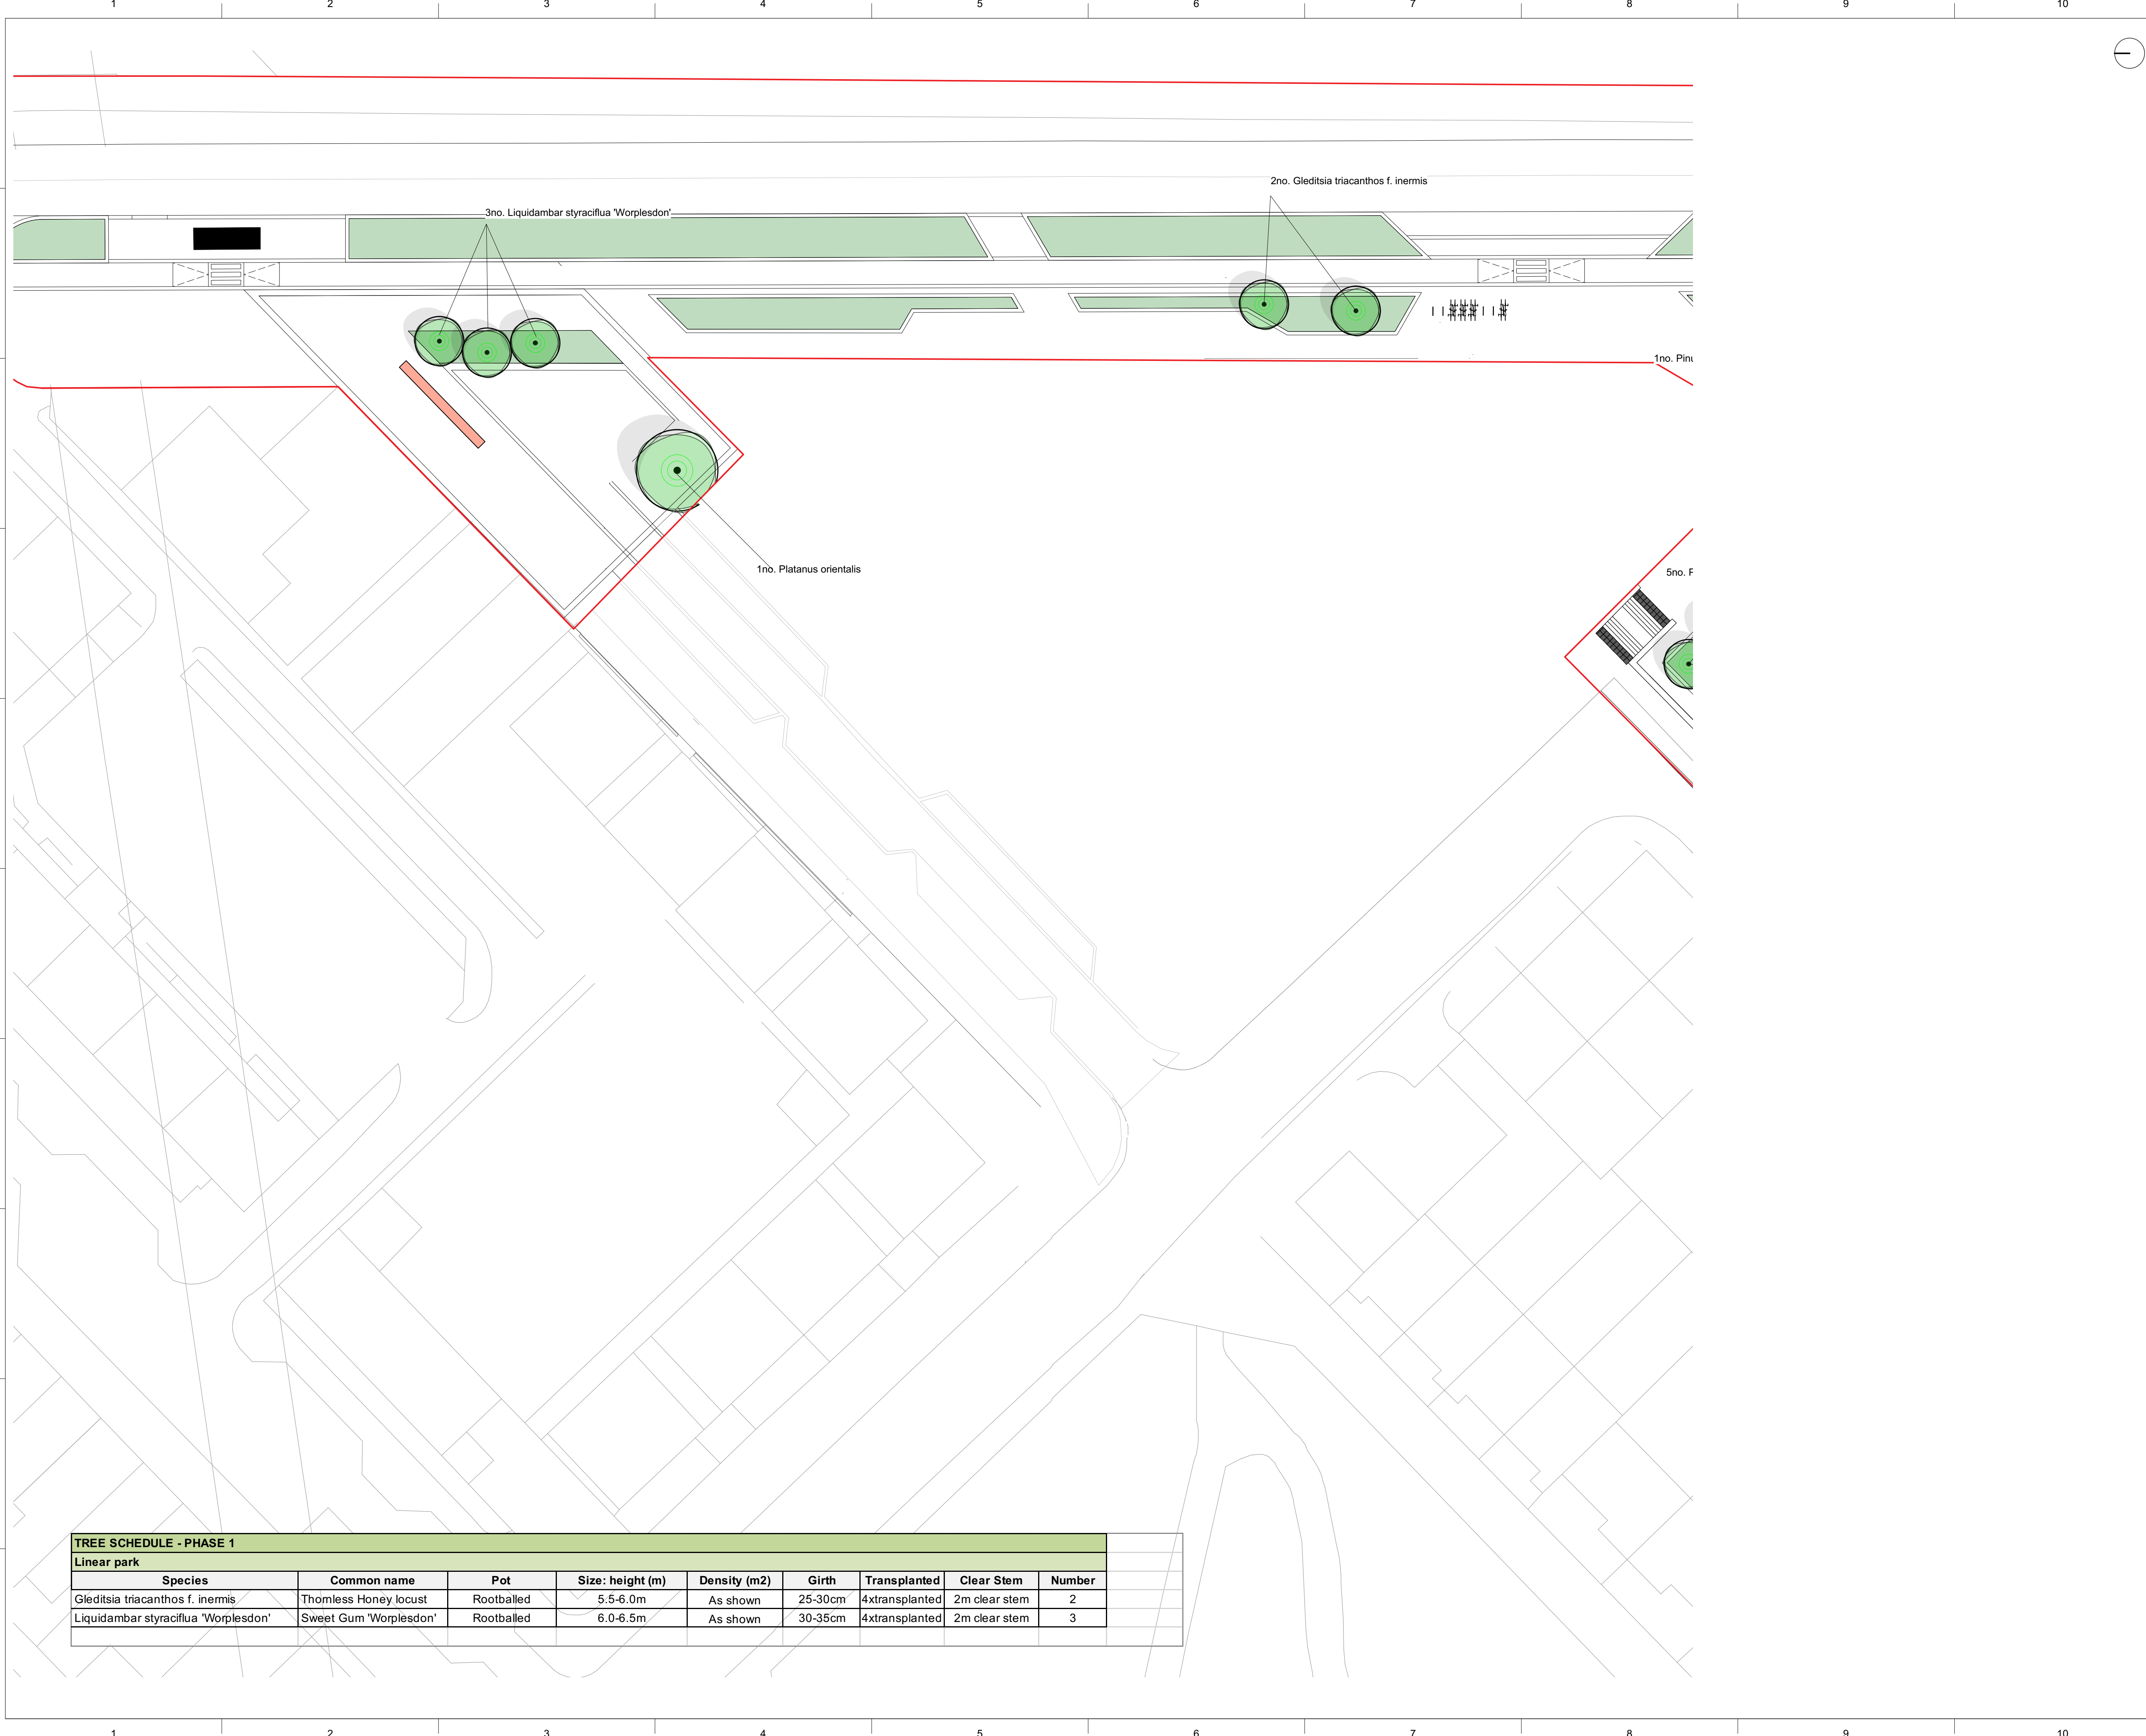 1 2 3 4 5 6 7 8 9 10
2no. Gleditsia triacanthos f. inermis
3no. Liquidambar styraciflua 'Worplesdon'
1no. Pinu
1no. Platanus orientalis
5no. F
TREE SCHEDULE - PHASE 1
Linear park
Species Common name Pot Size: height (m) Density (m2) Girth Transplanted Clear Stem Number
Gleditsia triacanthos f. inermis Thornless Honey locust Rootballed 5.5-6.0m As shown 25-30cm 4xtransplanted 2m clear stem 2
Liquidambar styraciflua 'Worplesdon' Sweet Gum 'Worplesdon' Rootballed 6.0-6.5m As shown 30-35cm 4xtransplanted 2m clear stem 3
1 2 3 4 5 6 7 8 9 10